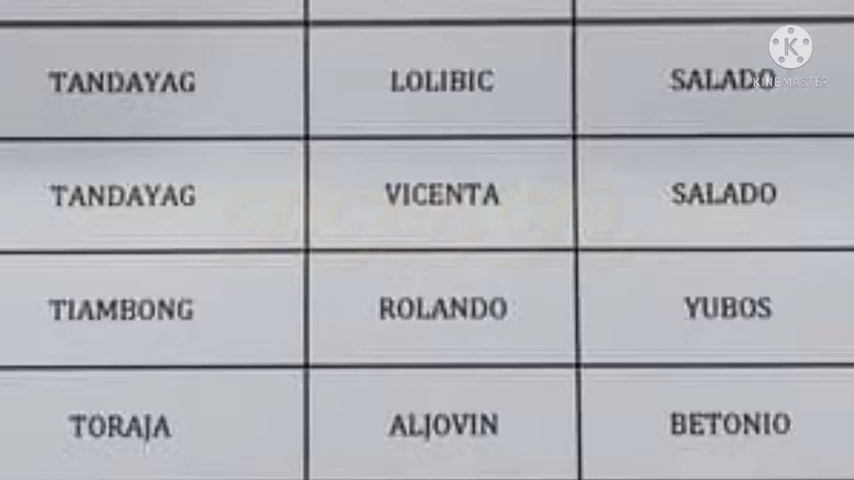 TANDAYAG LOLIBIC SALADO
KINEMASTER
TANDAYAG VICENTA SALADO
TIAMBONG ROLANDO YUBOS
TORAJA ALJOVIN BETONIO